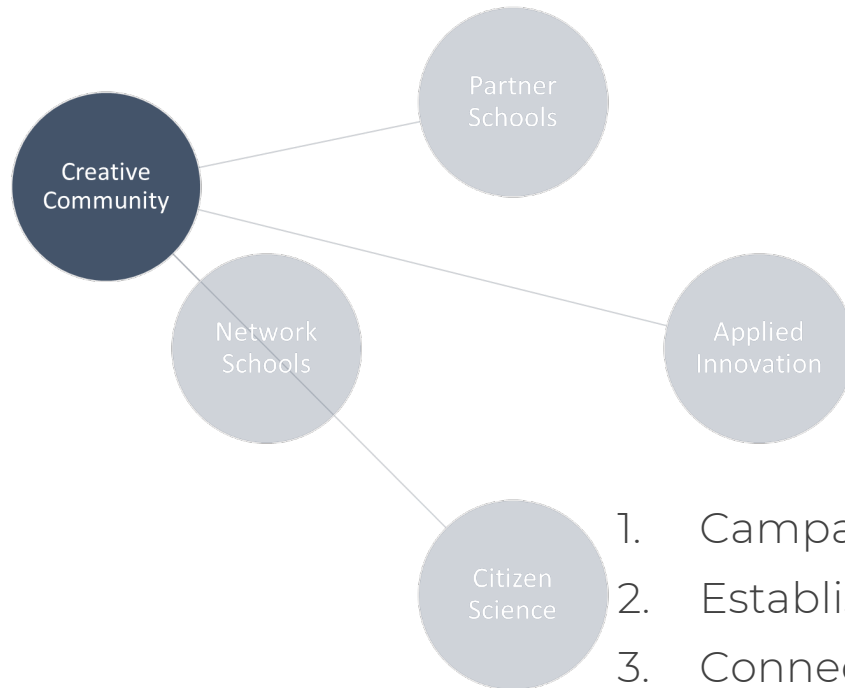 Partner
Schools
Creative
Community
Network
Schools
Applied
Innovation
Citizen
Science
1.
2.
3.